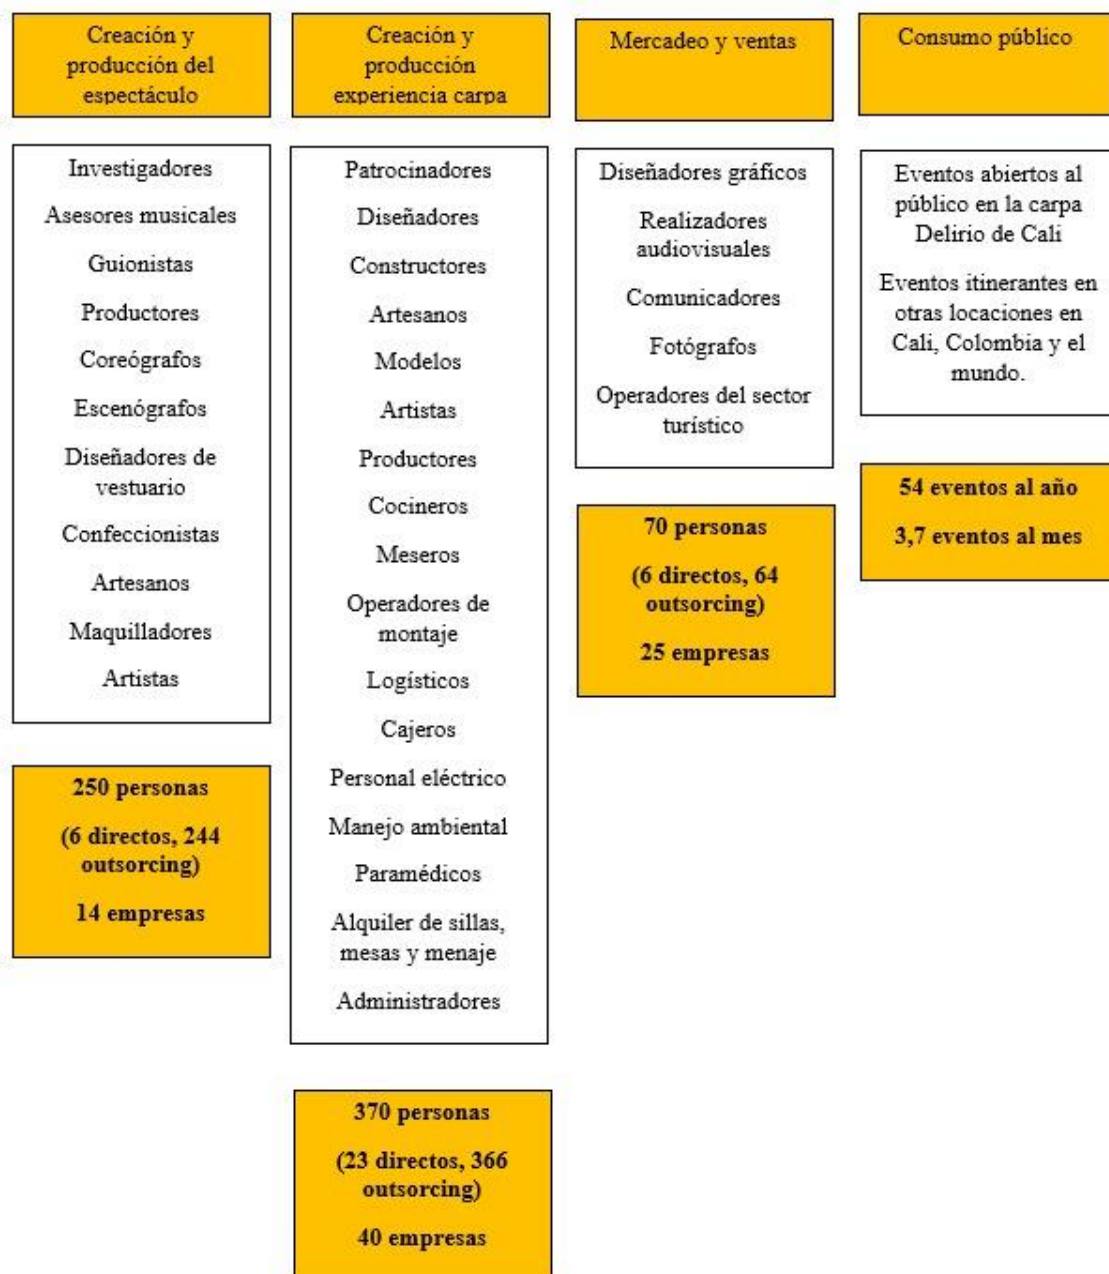 Creación y
producción del
espectáculo
Investigadores
Asesores musicales
Guionistas
Productores
Coreógrafos
Escenógrafos
Diseñadores de
vestuario
Confeccionistas
Artesanos
Maquilladores
Artistas
250 personas
(6 directos, 244
outsorcing)
14 empresas
Creación y
producción
experiencia carpa
Patrocinadores
Diseñadores
Constructores
Artesanos
Modelos
Artistas
Productores
Cocineros
Meseros
Operadores de
montaje
Logísticos
Cajeros
Personal eléctrico
Manejo ambiental
Paramédicos
Alquiler de sillas,
mesas y menaje
Administradores
370 personas
(23 directos, 366
outsorcing)
40 empresas
Mercadeo y ventas
Diseñadores gráficos
Realizadores
audiovisuales
Comunicadores
Fotógrafos
Operadores del sector
turístico
70 personas
(6 directos, 64
outsorcing)
25 empresas
Consumo público
Eventos abiertos al
público en la carpa
Delirio de Cali
Eventos itinerantes en
otras locaciones en
Cali, Colombia y el
mundo.
54 eventos al año
3,7 eventos al mes